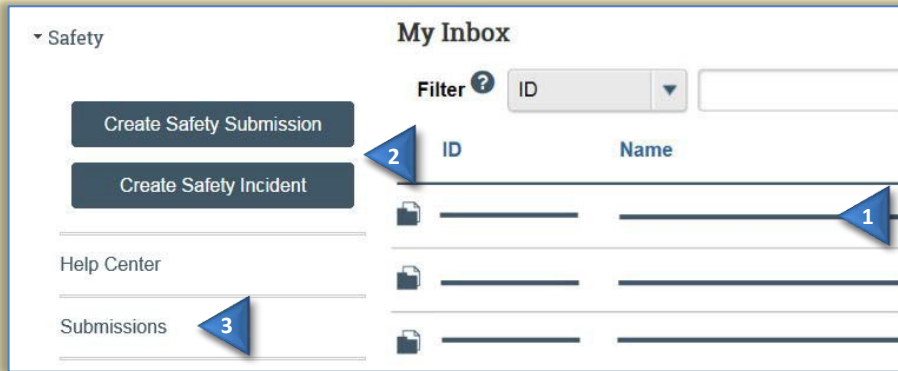 Safety
Create Safety Submission
2
Create Safety Incident
Help Center
Submissions
3
My Inbox
Filter ? ID
ID Name
1